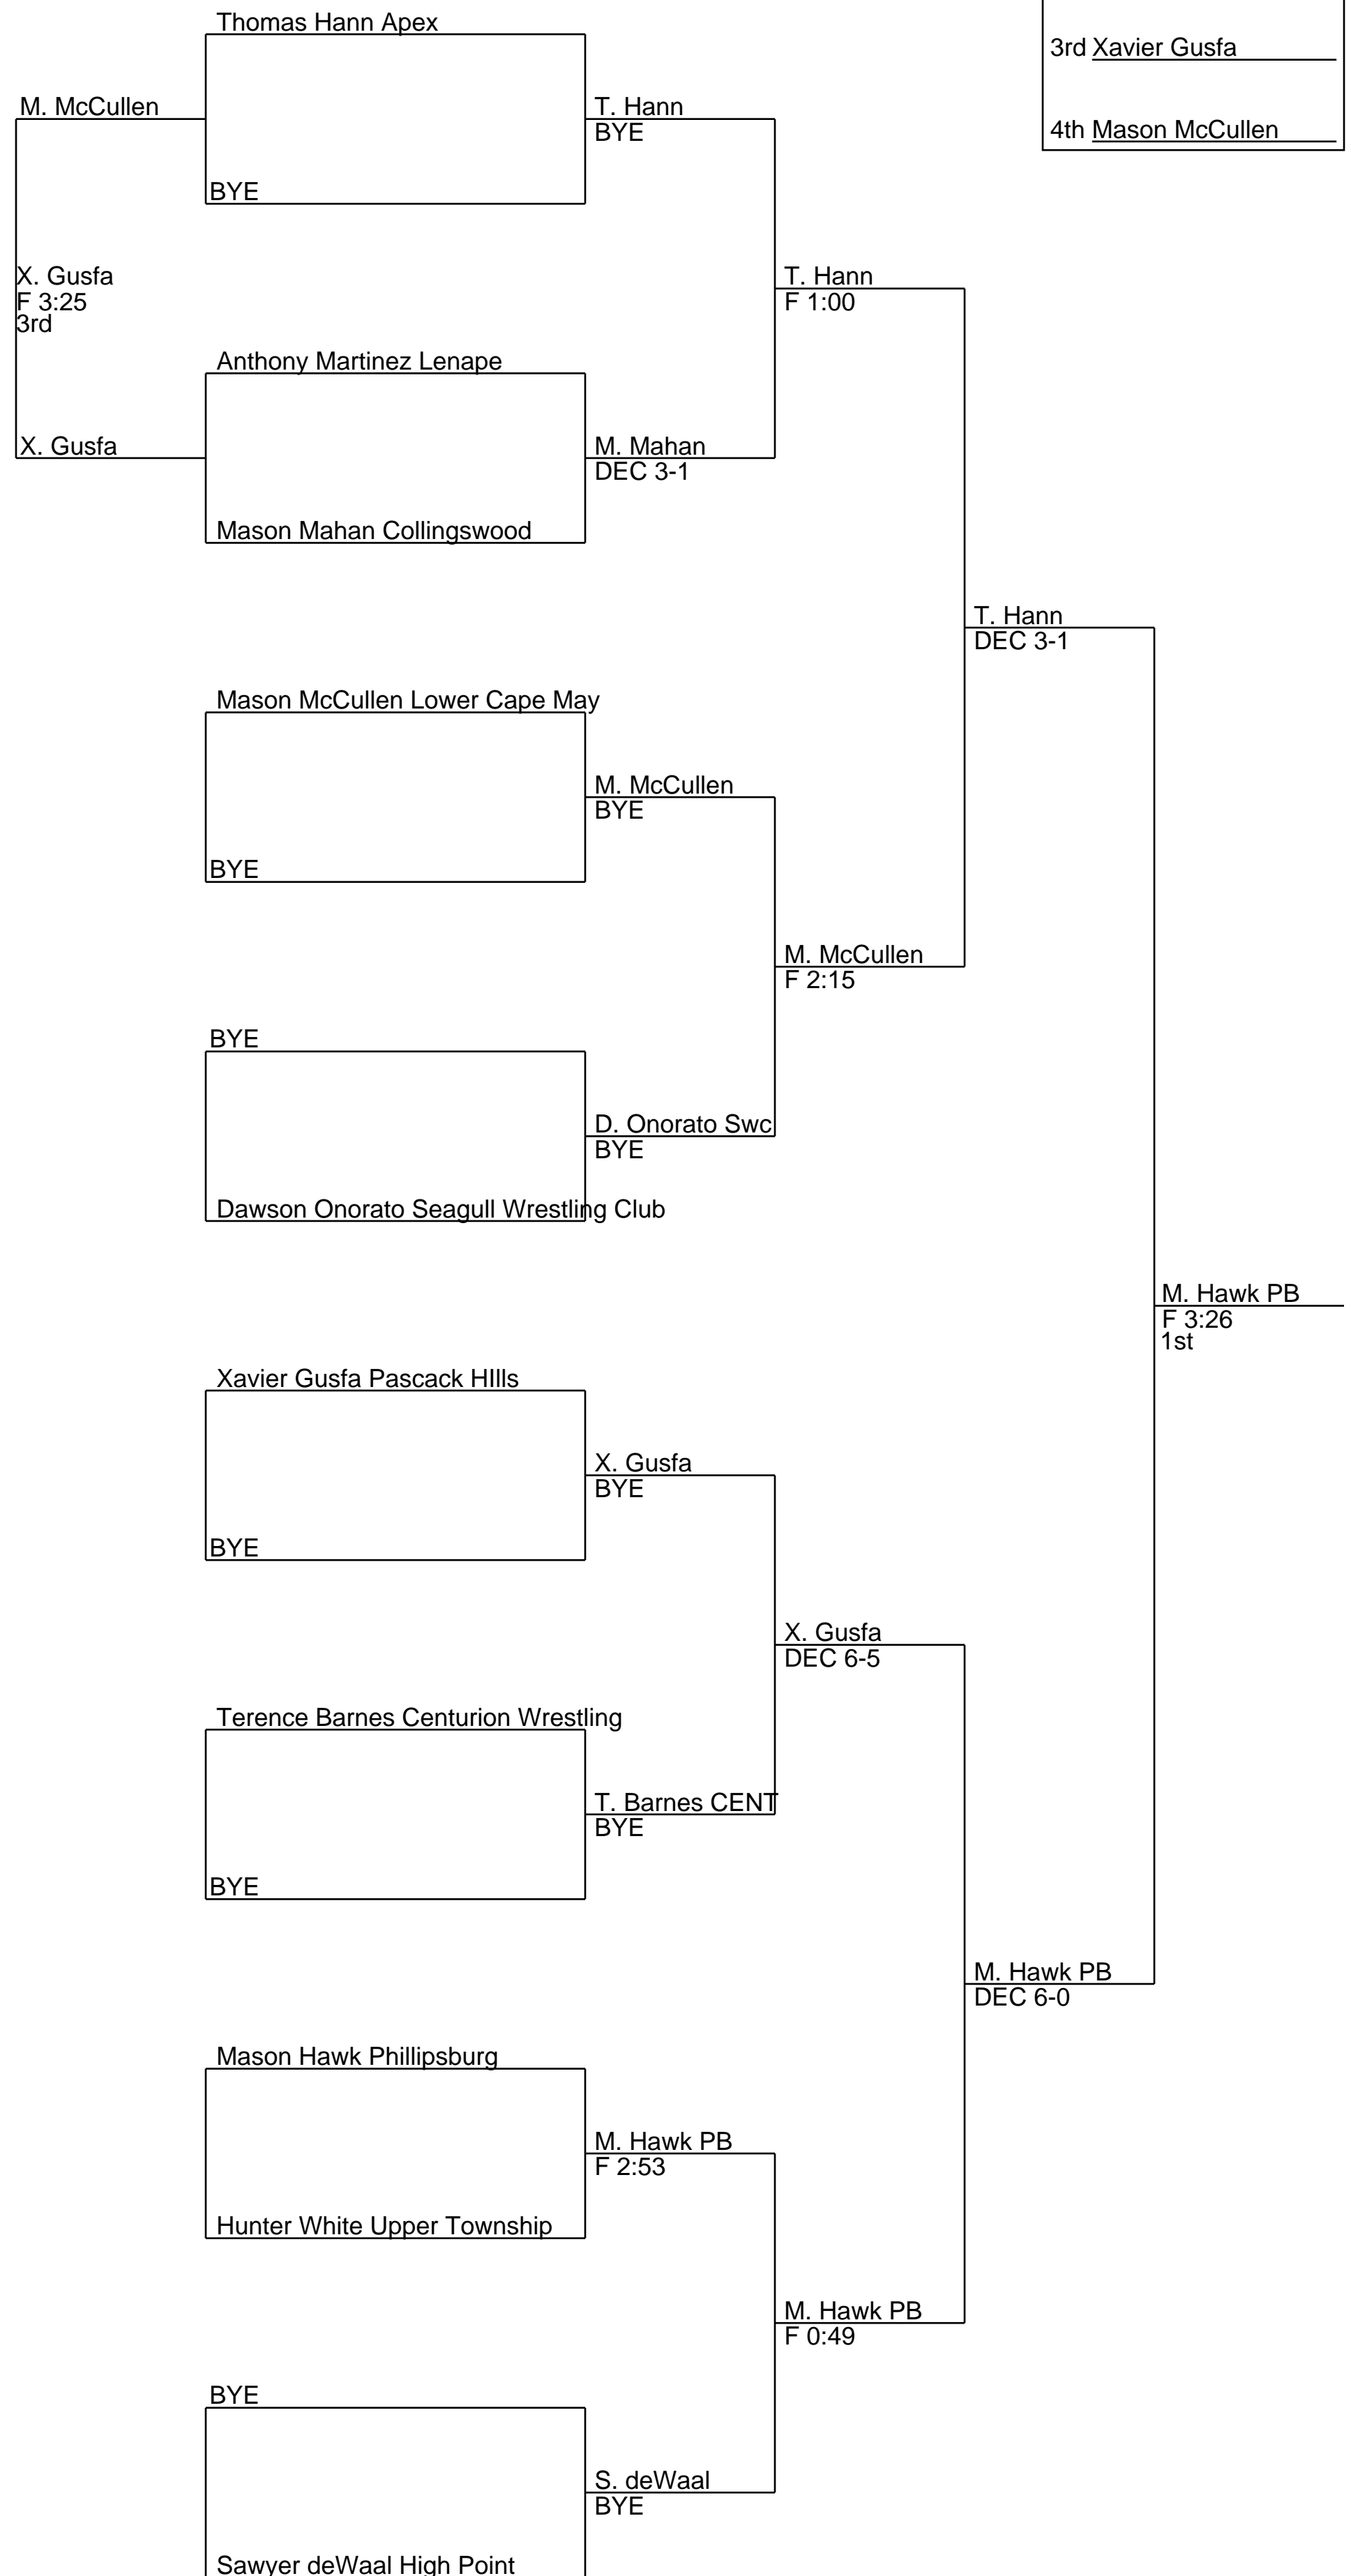 Thomas Hann Apex
3rd Xavier Gusfa
M. McCullen
T. Hann
BYE
4th Mason McCullen
BYE
X. Gusfa
F 3:25
3rd
T. Hann
F 1:00
Anthony Martinez Lenape
X. Gusfa
M. Mahan
DEC 3-1
Mason Mahan Collingswood
T. Hann
DEC 3-1
Mason McCullen Lower Cape May
M. McCullen
BYE
BYE
M. McCullen
F 2:15
BYE
D. Onorato Swc
BYE
Dawson Onorato Seagull Wrestling Club
M. Hawk PB
F 3:26
1st
Xavier Gusfa Pascack HIlls
X. Gusfa
BYE
BYE
X. Gusfa
DEC 6-5
Terence Barnes Centurion Wrestling
T. Barnes CENT
BYE
BYE
M. Hawk PB
DEC 6-0
Mason Hawk Phillipsburg
M. Hawk PB
F 2:53
Hunter White Upper Township
M. Hawk PB
F 0:49
BYE
S. deWaal
BYE
Sawyer deWaal High Point